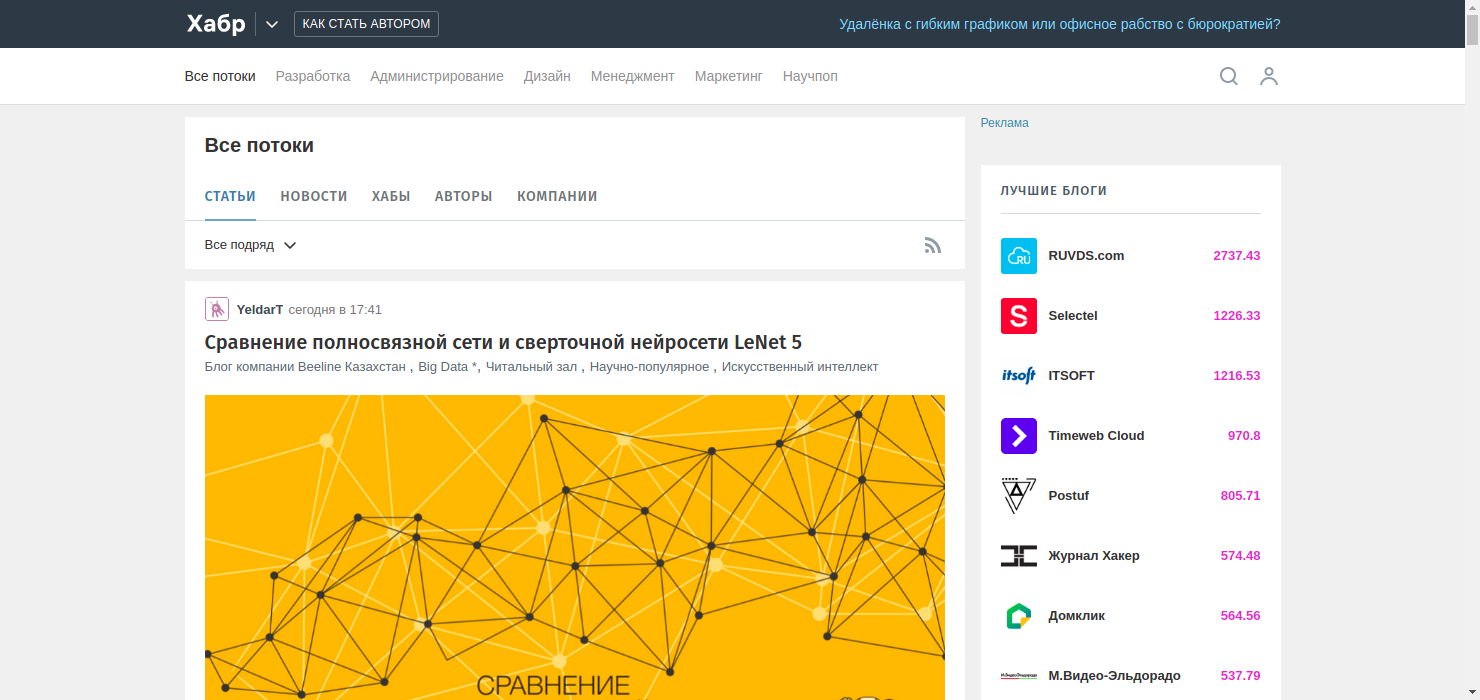 Хабр
КАК СТАТЬ АВТОРОМ
Удалёнка с гибким графиком или офисное рабство с бюрократией?
Все потоки Разработка Администрирование Дизайн Менеджмент Маркетинг Научпоп
Все потоки
СТАТЬИ НОВОСТИ ХАБЫ АВТОРЫ КОМПАНИИ
Все подряд
YeldarT сегодня в 17:41
Сравнение полносвязной сети и сверточной нейросети LeNet 5
Блог компании Beeline Казахстан , Big Data *, Читальный зал , Научно-популярное , Искусственный интеллект
СРАВНЕНИЕ
Реклама
ЛУЧШИЕ БЛОГИ
RU
RUVDS.com 2737.43
S
Selectel 1226.33
itsoft
ITSOFT 1216.53
Timeweb Cloud 970.8
Postuf 805.71
Журнал Хакер 574.48
Домклик 564.56
М.Видео-Эльдорадо 537.79